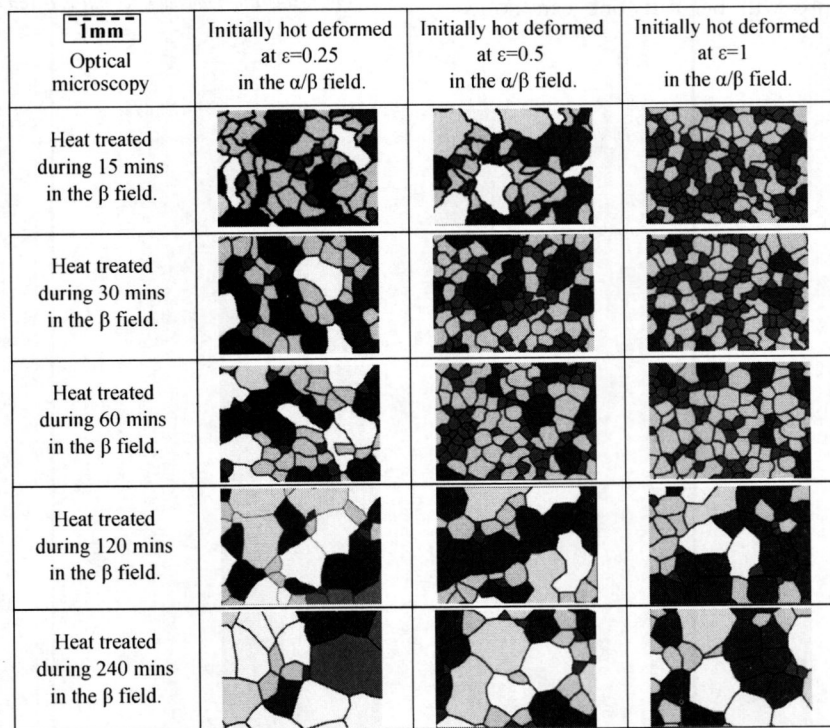 1mm
Optical
microscopy
Initially hot deformed
at ε=0.25
in the α/β field.
Initially hot deformed
at ε=0.5
in the α/β field.
Initially hot deformed
at ε=1
in the α/β field.
Heat treated
during 15 mins
in the β field.
Heat treated
during 30 mins
in the β field.
Heat treated
during 60 mins
in the β field.
Heat treated
during 120 mins
in the β field.
Heat treated
during 240 mins
in the β field.